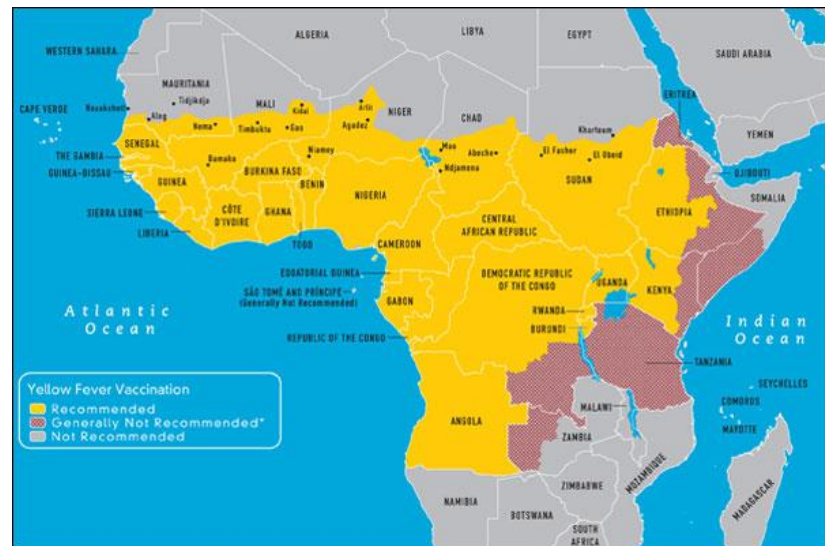 ALGERIA
LIBYA
EGYPT
SAUDI ARABIA
WESTERN SAHARA
MAURITANIA
Tidjikdja
MALI
Kidal
Arlit
NIGER
CHAD
ERITREA
CAPE VERDE
Nouakchott
Aleg
Nema
Timbuktu
Gao
Agadez
Khartoum
YEMEN
SENEGAL
Bamako
Niamey
Mao
Abeche
El Fasher
El Obeid
THE GAMBIA
GUINEA-BISSAU
BURKINA FASO
BENIN
Ndjamena
SUDAN
DJIBOUTI
GUINEA
NIGERIA
SOMALIA
SIERRA LEONE
CÔTE
D'IVOIRE
GHANA
ETHIOPIA
LIBERIA
TOGO
CENTRAL
AFRICAN REPUBLIC
CAMEROON
EQUATORIAL GUINEA
DEMOCRATIC REPUBLIC
OF THE CONGO
UGANDA
KENYA
SÃO TOMÉ AND PRÍNCIPE
(Generally Not Recommended)
GABON
RWANDA
BURUNDI
REPUBLIC OF THE CONGO
Atlantic
Ocean
Indian
Ocean
TANZANIA
SEYCHELLES
Yellow Fever Vaccination
Recommended
Generally Not Recommended*
Not Recommended
ANGOLA
MALAWI
COMOROS
MAYOTTE
ZAMBIA
MOZAMBIQUE
MADAGASCAR
ZIMBABWE
NAMIBIA
BOTSWANA
SOUTH
AFRICA